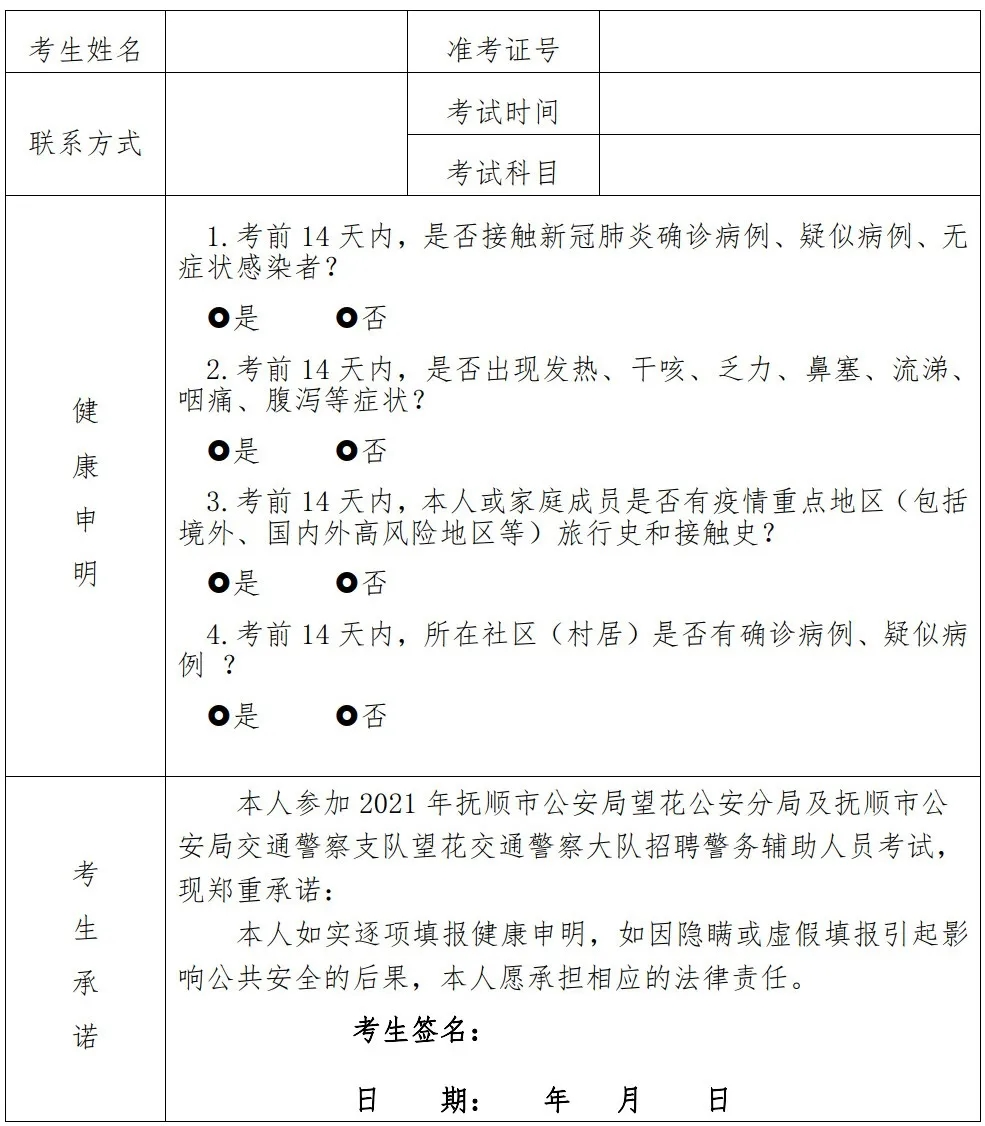 考生姓名 准考证号
联系方式 考试时间
考试科目
健康申明
1.考前14天内，是否接触新冠肺炎确诊病例、疑似病例、无
症状感染者？
是 否
2.考前14天内，是否出现发热、干咳、乏力、鼻塞、流涕、
咽痛、腹泻等症状？
是 否
3.考前14天内，本人或家庭成员是否有疫情重点地区（包括
境外、国内外高风险地区等）旅行史和接触史？
是 否
4.考前14天内，所在社区（村居）是否有确诊病例、疑似病
例 ？
是 否
考生承诺
本人参加2021年抚顺市公安局望花公安分局及抚顺市公
安局交通警察支队望花交通警察大队招聘警务辅助人员考试，
现郑重承诺：
本人如实逐项填报健康申明，如因隐瞒或虚假填报引起影
响公共安全的后果，本人愿承担相应的法律责任。
考生签名：
日 期： 年 月 日